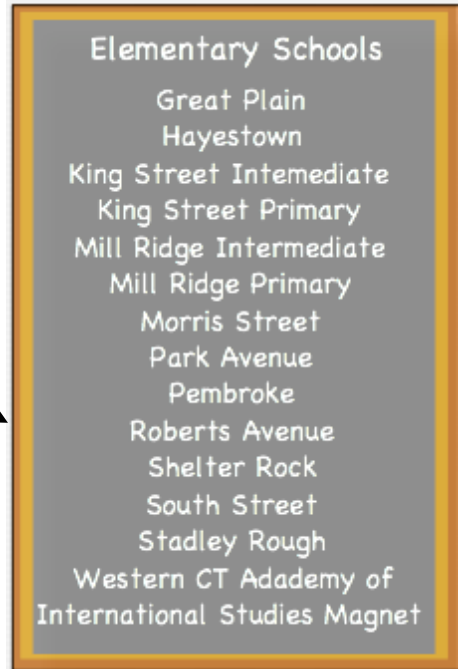 Elementary Schools
Great Plain
Hayestown
King Street Intemediate
King Street Primary
Mill Ridge Intermediate
Mill Ridge Primary
Morris Street
Park Avenue
Pembroke
Roberts Avenue
Shelter Rock
South Street
Stadley Rough
Western CT Adademy of
International Studies Magnet